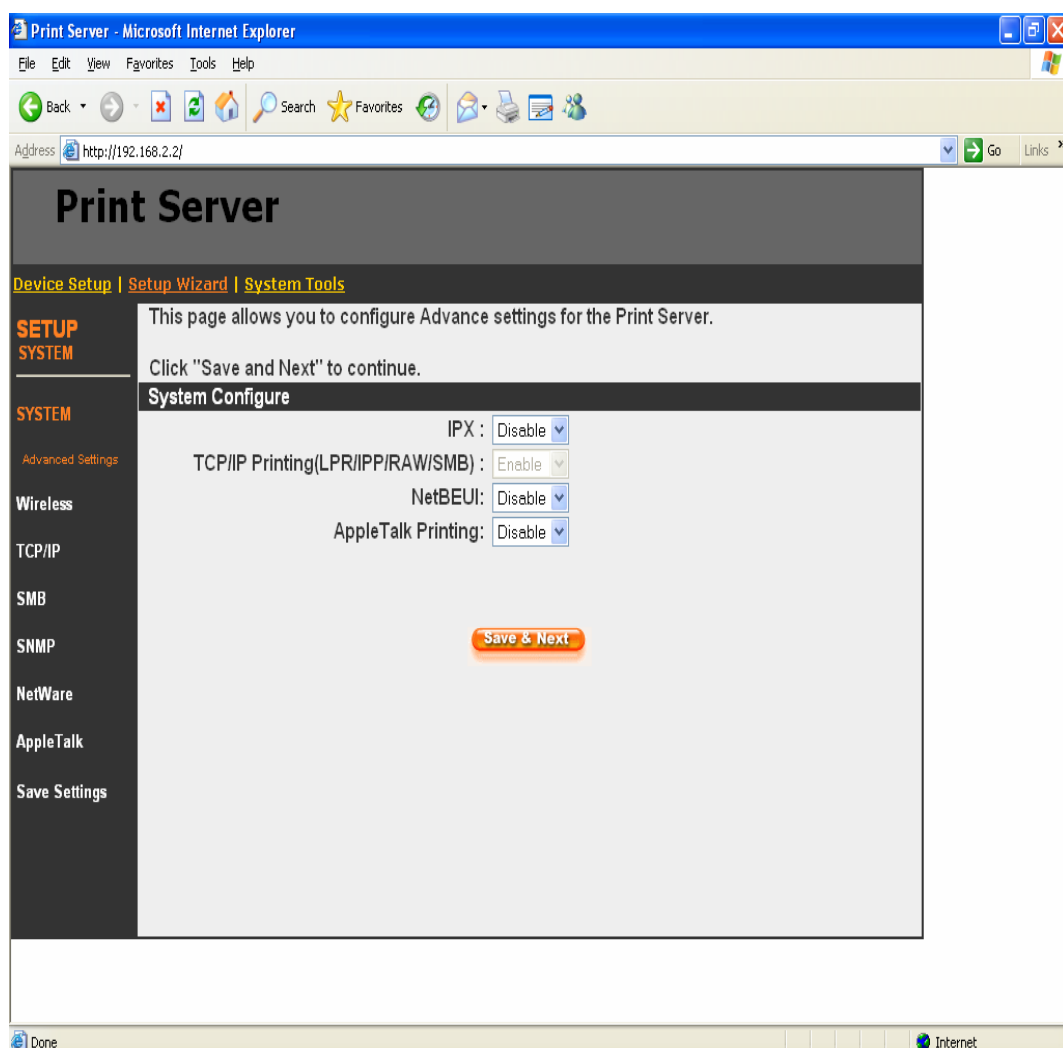 Print Server - Microsoft Internet Explorer
File Edit View Favorites Tools Help
Back Search Favorites
Address http://192.168.2.2/ Go Links
Print Server
Device Setup | Setup Wizard | System Tools
SETUP
SYSTEM
SYSTEM
Advanced Settings
Wireless
TCP/IP
SMB
SNMP
NetWare
AppleTalk
Save Settings
This page allows you to configure Advance settings for the Print Server.
Click "Save and Next" to continue.
System Configure
IPX : Disable
TCP/IP Printing(LPR/IPP/RAW/SMB) : Enable
NetBEUI: Disable
AppleTalk Printing: Disable
Save & Next
Done Internet